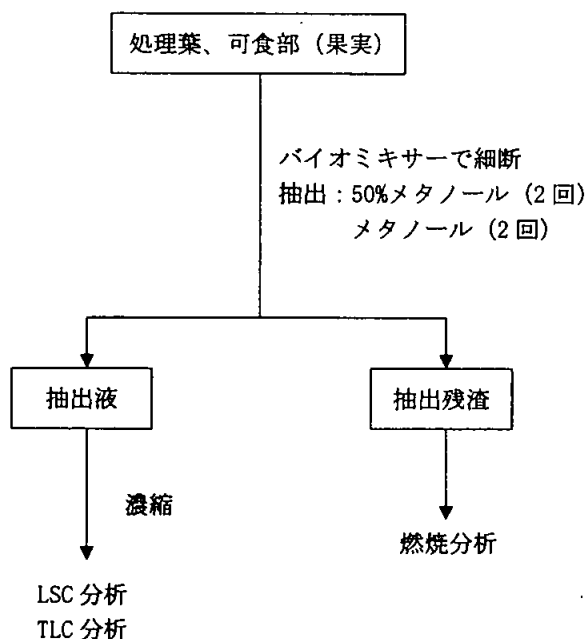 処理葉、可食部（果実）
バイオミキサーで細断
抽出：50%メタノール（2回）
メタノール（2回）
抽出液
抽出残渣
濃縮
燃焼分析
LSC 分析
TLC 分析